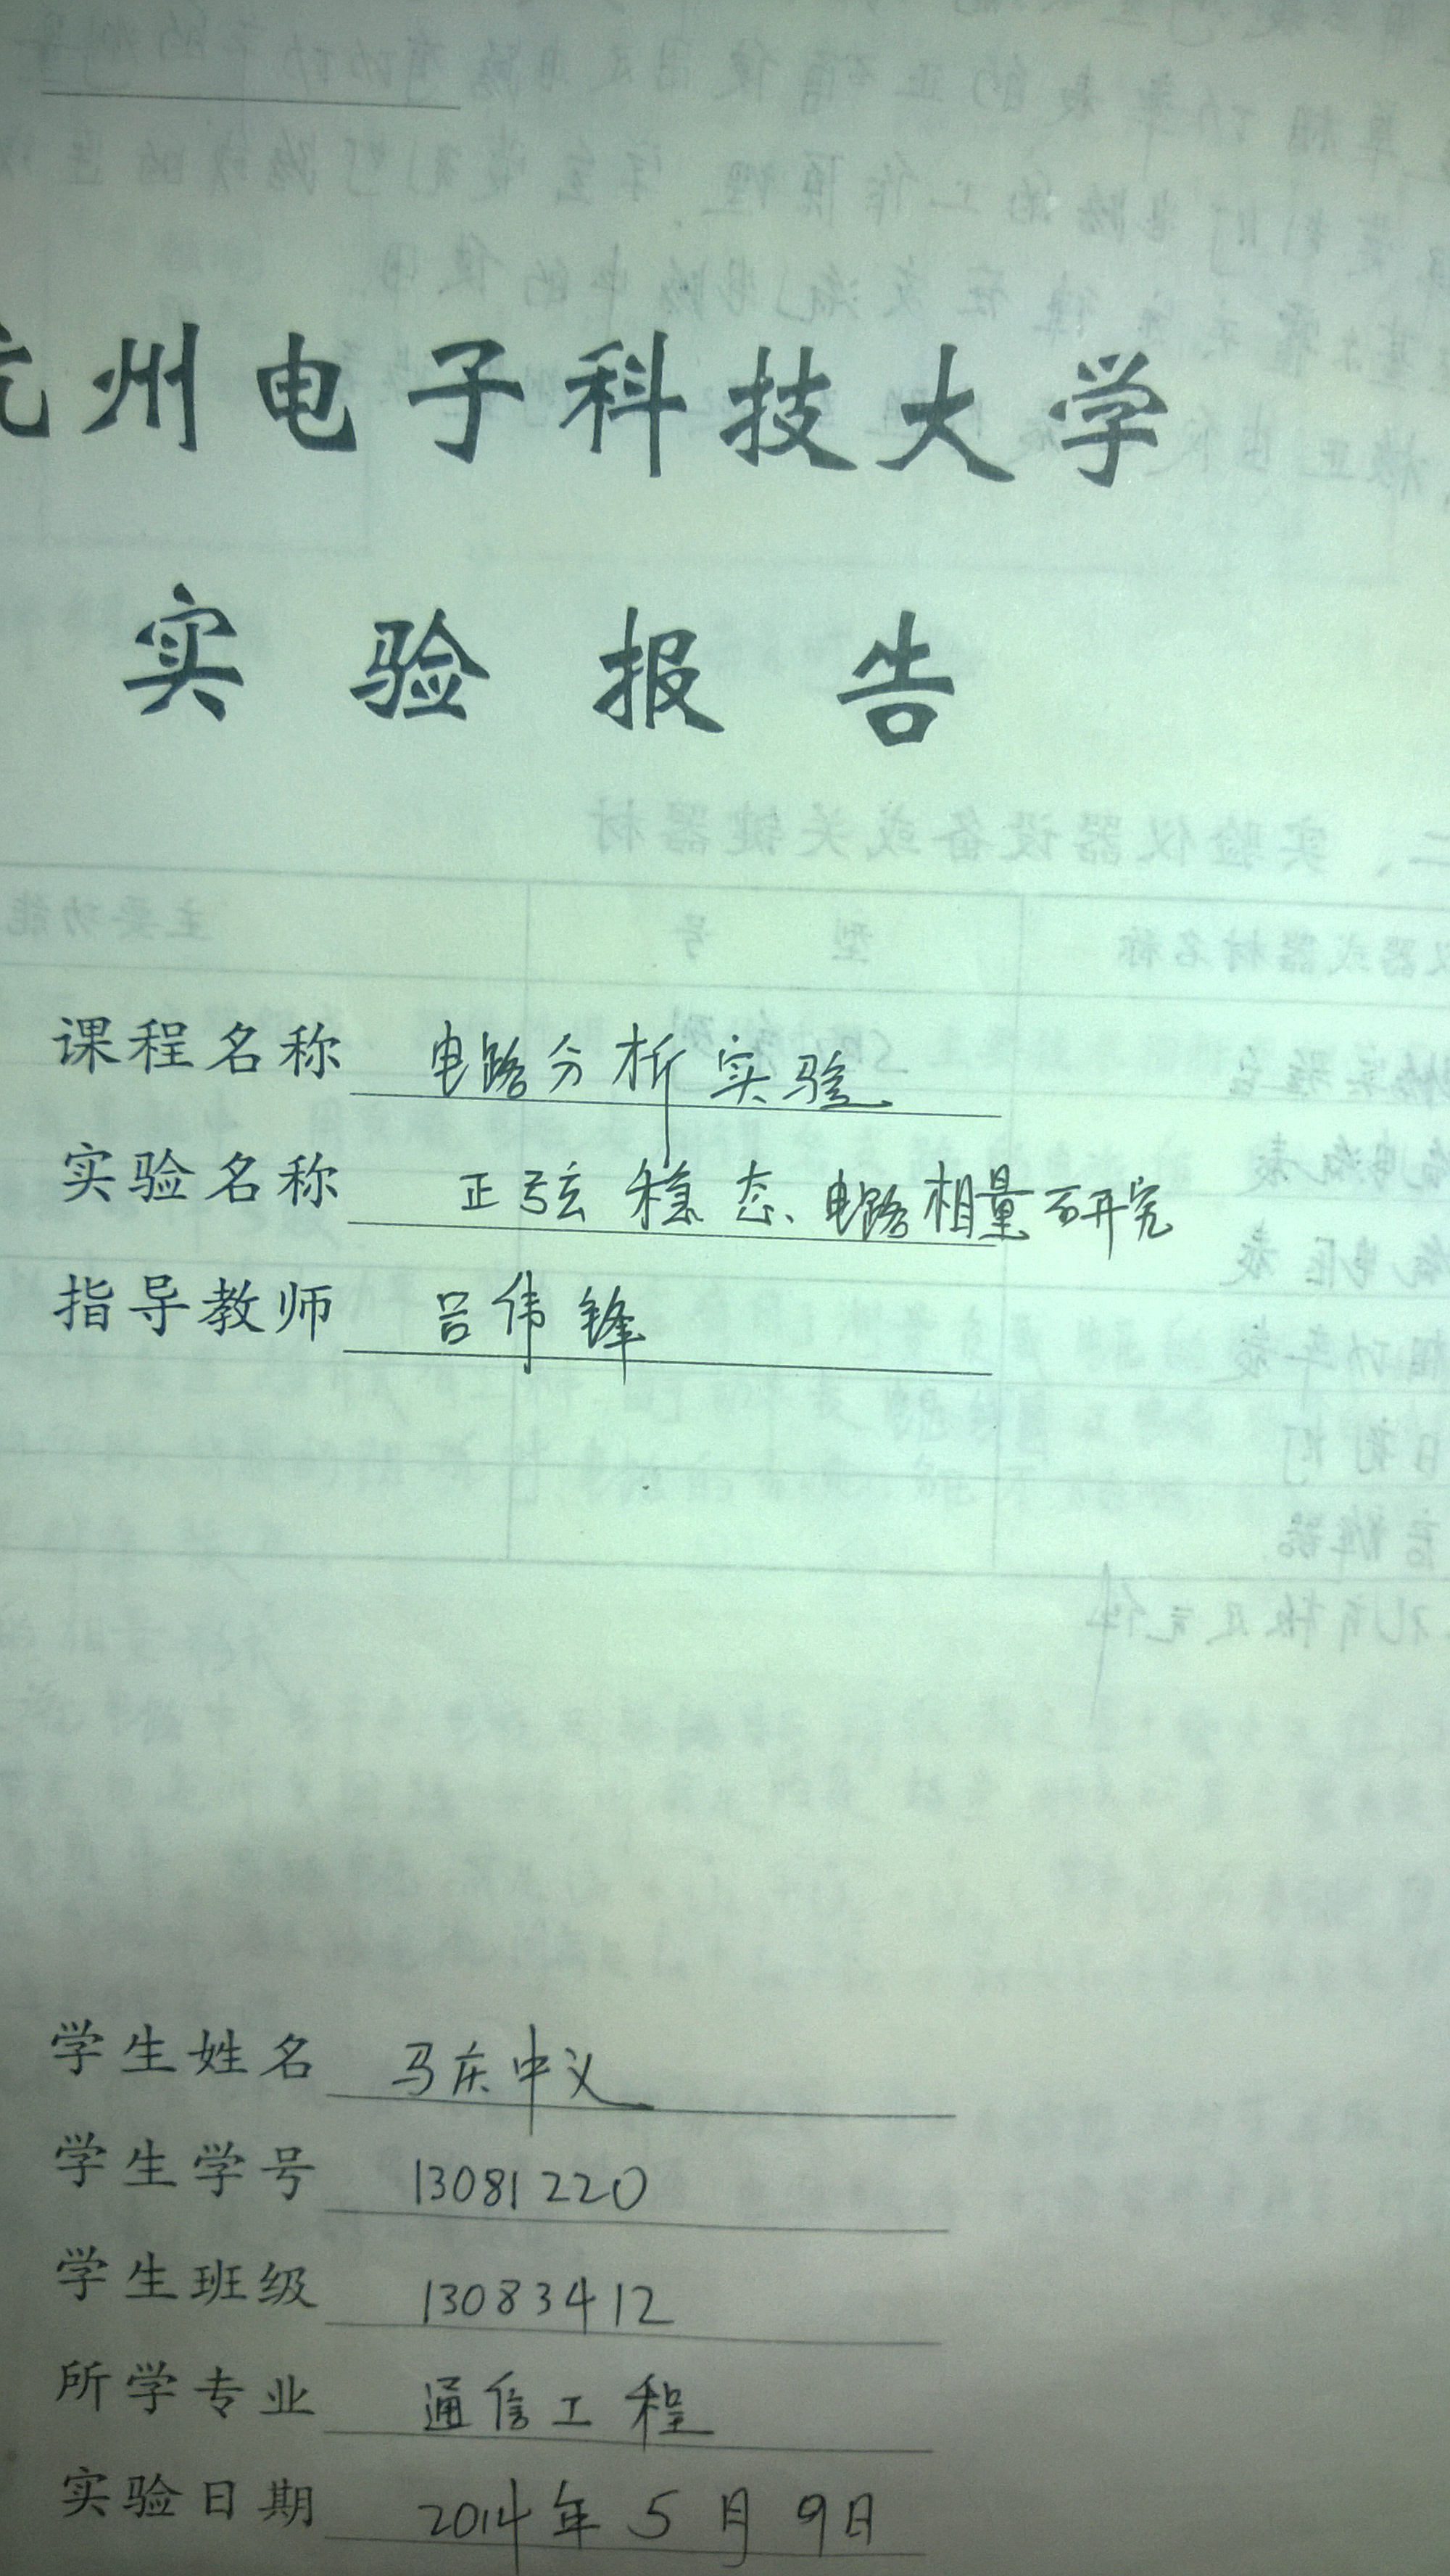 杭州电子科技大学
实验报告
课程名称 电路分析实验
实验名称 正弦稳态电路相量研究
指导教师 吕伟锋
学生姓名 马庆中义
学生学号 13081220
学生班级 13083412
所学专业 通信工程
实验日期 2014年5月9日